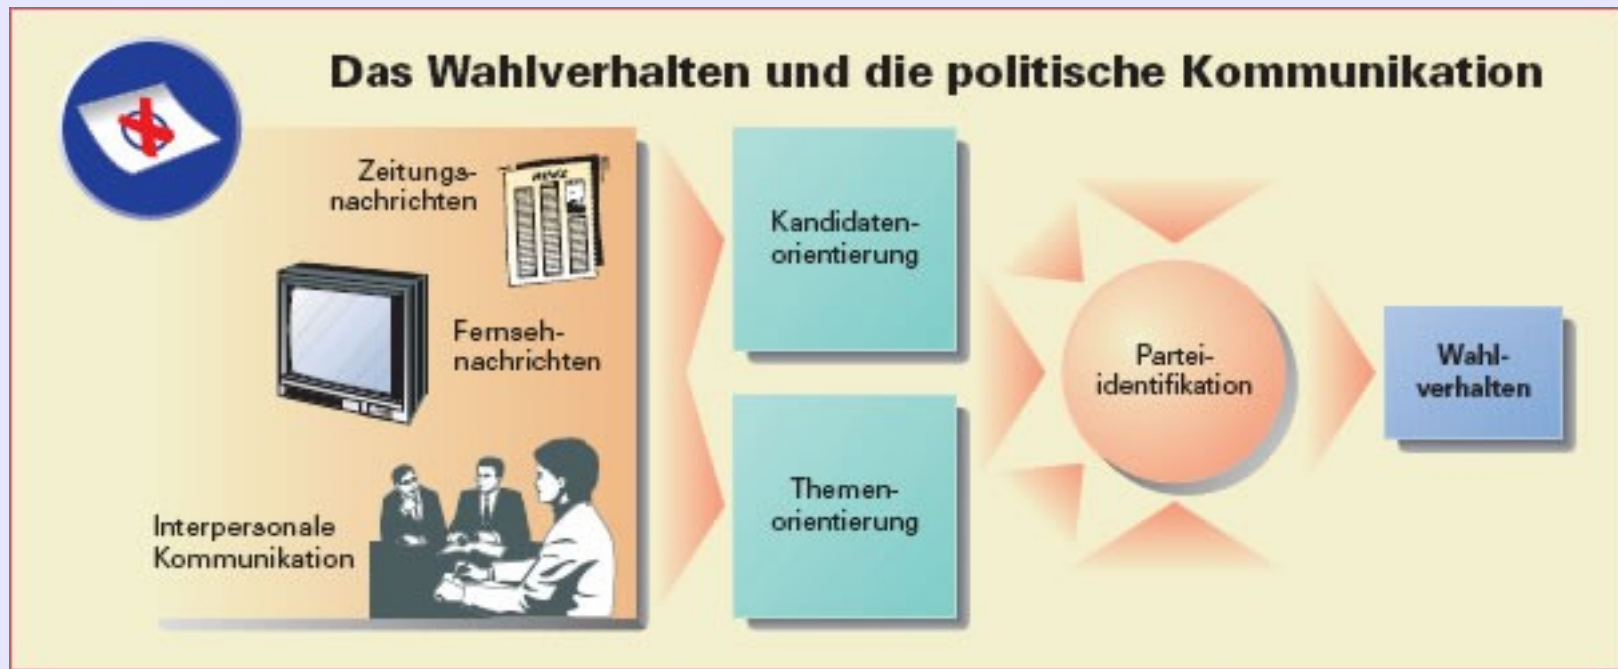 Das Wahlverhalten und die politische Kommunikation
Zeitungs-
nachrichten
Fernseh-
nachrichten
Interpersonale
Kommunikation
Kandidaten-
orientierung
Themen-
orientierung
Partei-
identifikation
Wahl-
verhalten